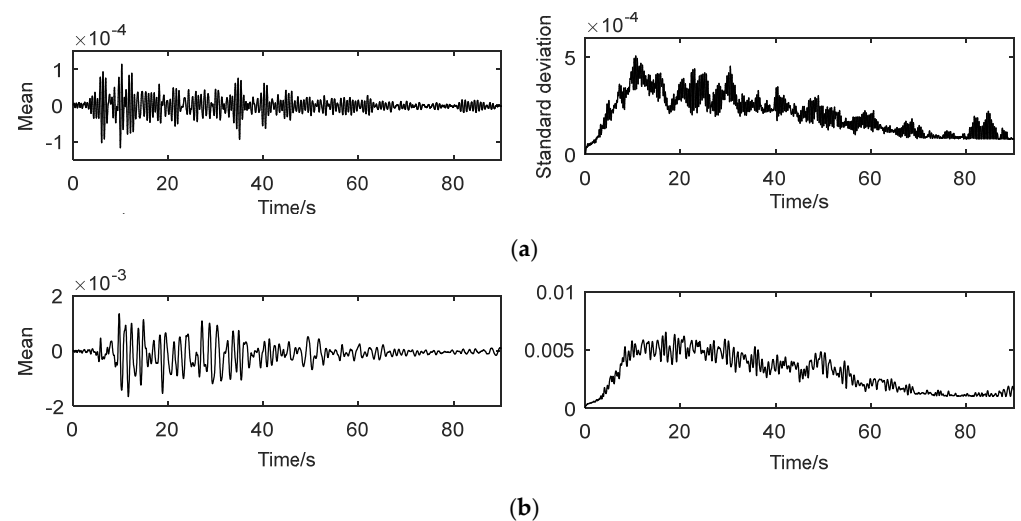 ×10⁻⁴ ×10⁻⁴
Mean 1 0 -1 Standard deviation 5 0
0 20 40 60 80 0 20 40 60 80
Time/s Time/s
(a)
×10⁻³
Mean 2 0 -2 0.01 0.005 0
0 20 40 60 80 0 20 40 60 80
Time/s Time/s
(b)